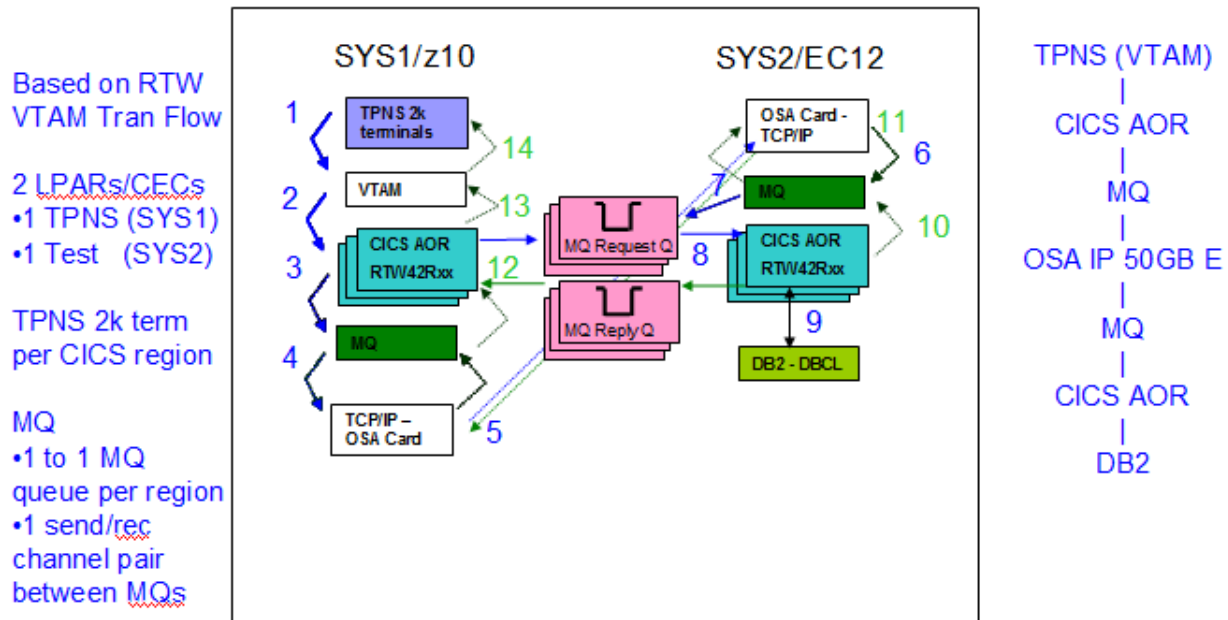 Based on RTW
VTAM Tran Flow
2 LPARs/CECs
•1 TPNS (SYS1)
•1 Test (SYS2)
TPNS 2k term
per CICS region
MQ
•1 to 1 MQ
queue per region
•1 send/rec
channel pair
between MQs
SYS1/z10
1
TPNS 2k
terminals
14
2
VTAM
13
3
CICS AOR
RTW42Rxx
12
4
MQ
TCP/IP –
OSA Card
5
MQ Request Q
MQ Reply Q
SYS2/EC12
OSA Card -
TCP/IP
11
6
7
MQ
10
8
CICS AOR
RTW42Rxx
9
DB2 - DBCL
TPNS (VTAM)
|
CICS AOR
|
MQ
|
OSA IP 50GB E
|
MQ
|
CICS AOR
|
DB2